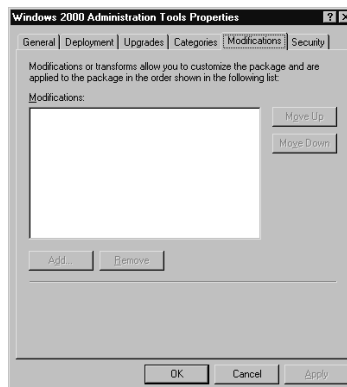 Windows 2000 Administration Tools Properties
General Deployment Upgrades Categories Modifications Security
Modifications or transforms allow you to customize the package and are
applied to the package in the order shown in the following list:
Modifications:
Move Up
Move Down
Add... Remove
OK Cancel Apply